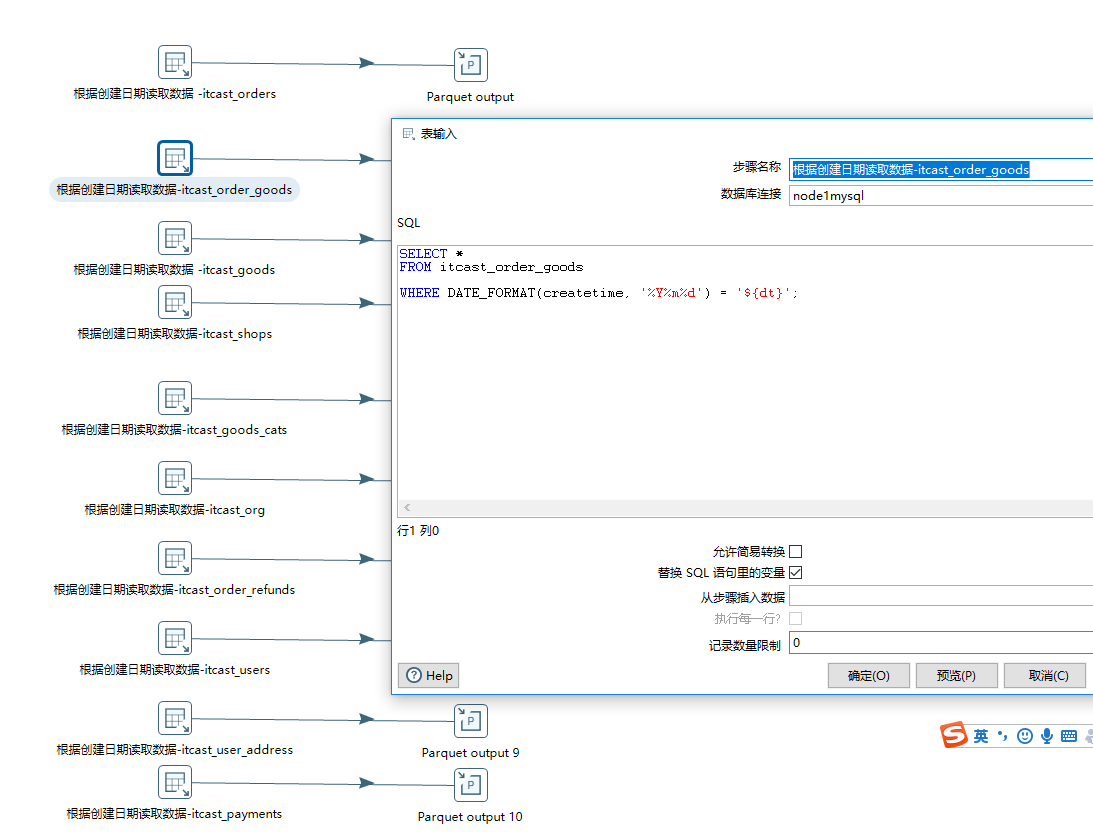 根据创建日期读取数据 -itcast_orders
Parquet output
根据创建日期读取数据-itcast_order_goods
根据创建日期读取数据 -itcast_goods
根据创建日期读取数据-itcast_shops
根据创建日期读取数据-itcast_goods_cats
根据创建日期读取数据-itcast_org
根据创建日期读取数据-itcast_order_refunds
根据创建日期读取数据-itcast_users
根据创建日期读取数据-itcast_user_address
Parquet output 9
根据创建日期读取数据-itcast_payments
Parquet output 10
表输入
步骤名称 根据创建日期读取数据-itcast_order_goods
数据库连接 node1mysql
SQL
SELECT *
FROM itcast_order_goods
WHERE DATE_FORMAT(createtime, '%Y%m%d') = '${dt}';
行1 列0
允许简易转换
替换 SQL 语句里的变量
从步骤插入数据
执行每一行?
记录数量限制 0
Help 确定(O) 预览(P) 取消(C)
英